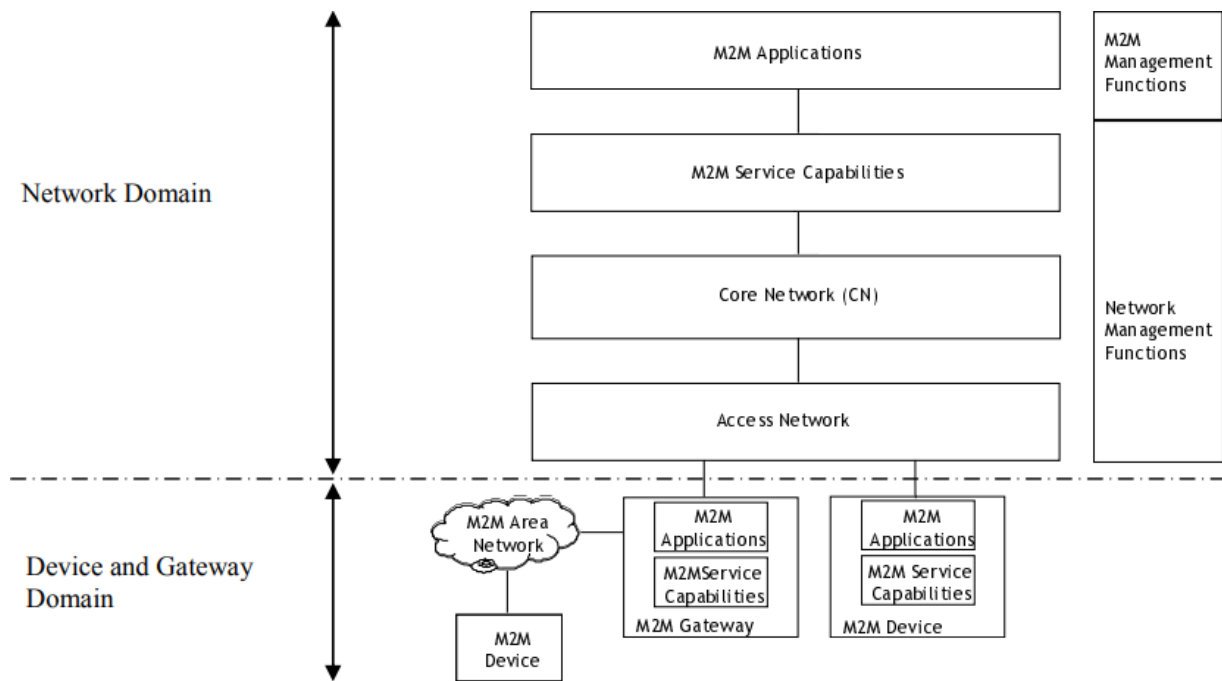 M2M Applications
M2M
Management
Functions
Network Domain
M2M Service Capabilities
Core Network (CN)
Network
Management
Functions
Access Network
Device and Gateway
Domain
M2M Area
Network
M2M
Device
M2M
Applications
M2MService
Capabilities
M2M Gateway
M2M
Applications
M2M Service
Capabilities
M2M Device